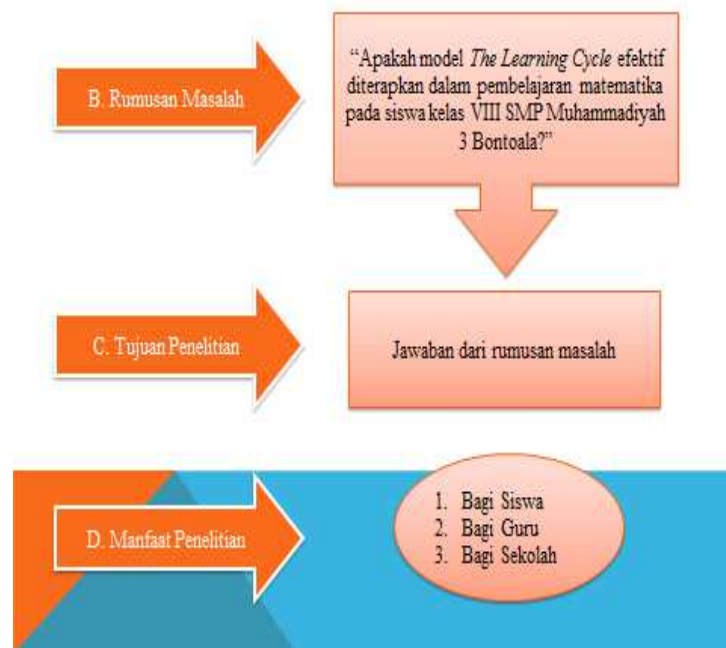 B. Rumusan Masalah
“Apakah model The Learning Cycle efektif
diterapkan dalam pembelajaran matematika
pada siswa kelas VIII SMP Muhammadiyah
3 Bontoala?”
C. Tujuan Penelitian
Jawaban dari rumusan masalah
D. Manfaat Penelitian
1. Bagi Siswa
2. Bagi Guru
3. Bagi Sekolah